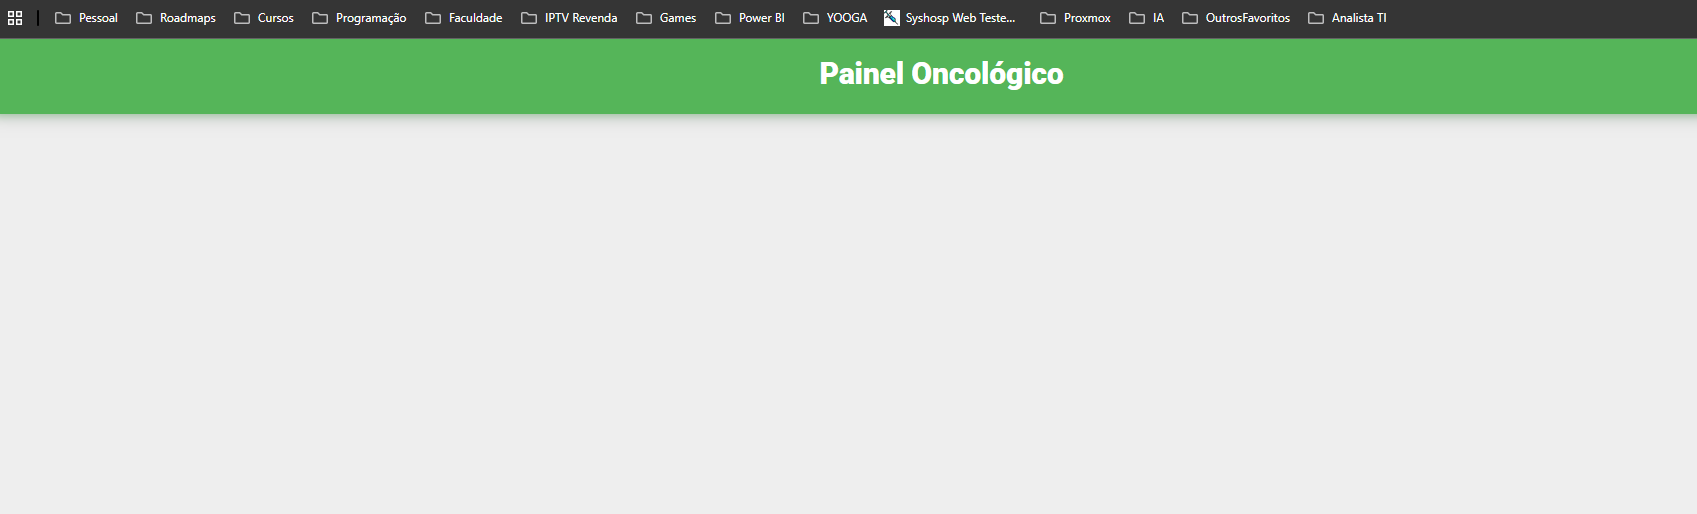 Pessoal Roadmaps Cursos Programação Faculdade IPTV Revenda Games Power BI YOOGA Syshosp Web Teste... Proxmox IA OutrosFavoritos Analista TI
Painel Oncológico